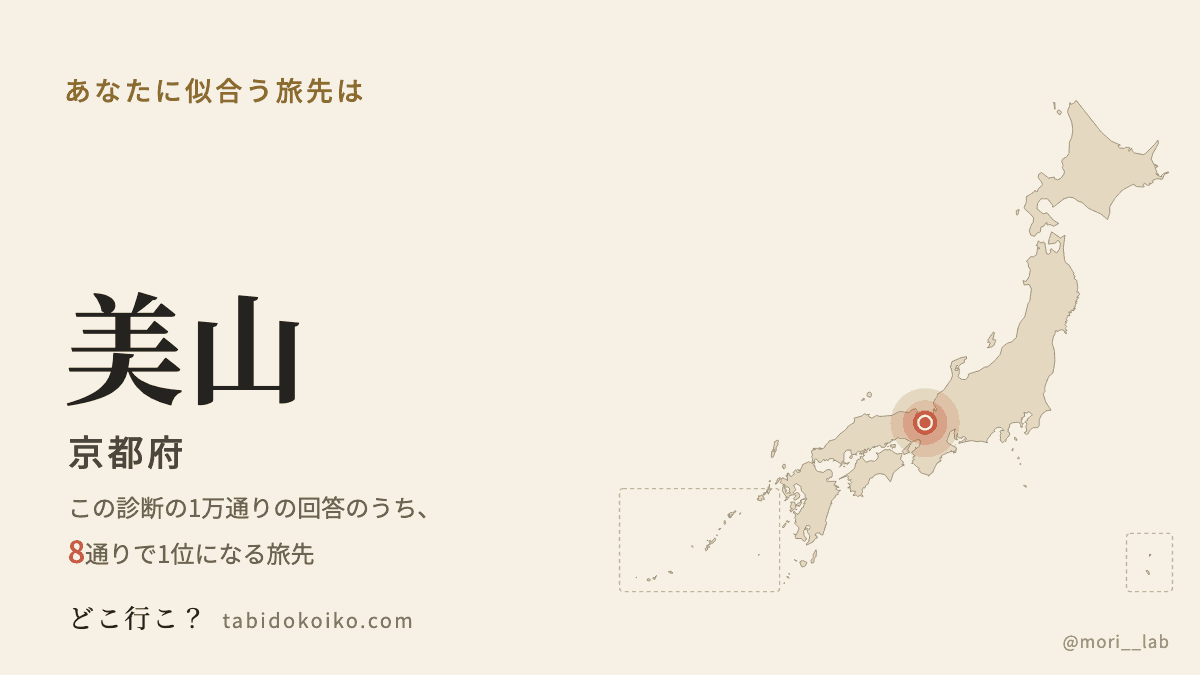 あなたに似合う旅先は
美山
京都府
この診断の1万通りの回答のうち、
8通りで1位になる旅先
どこ行こ？ tabidokoiko.com
@mori__lab